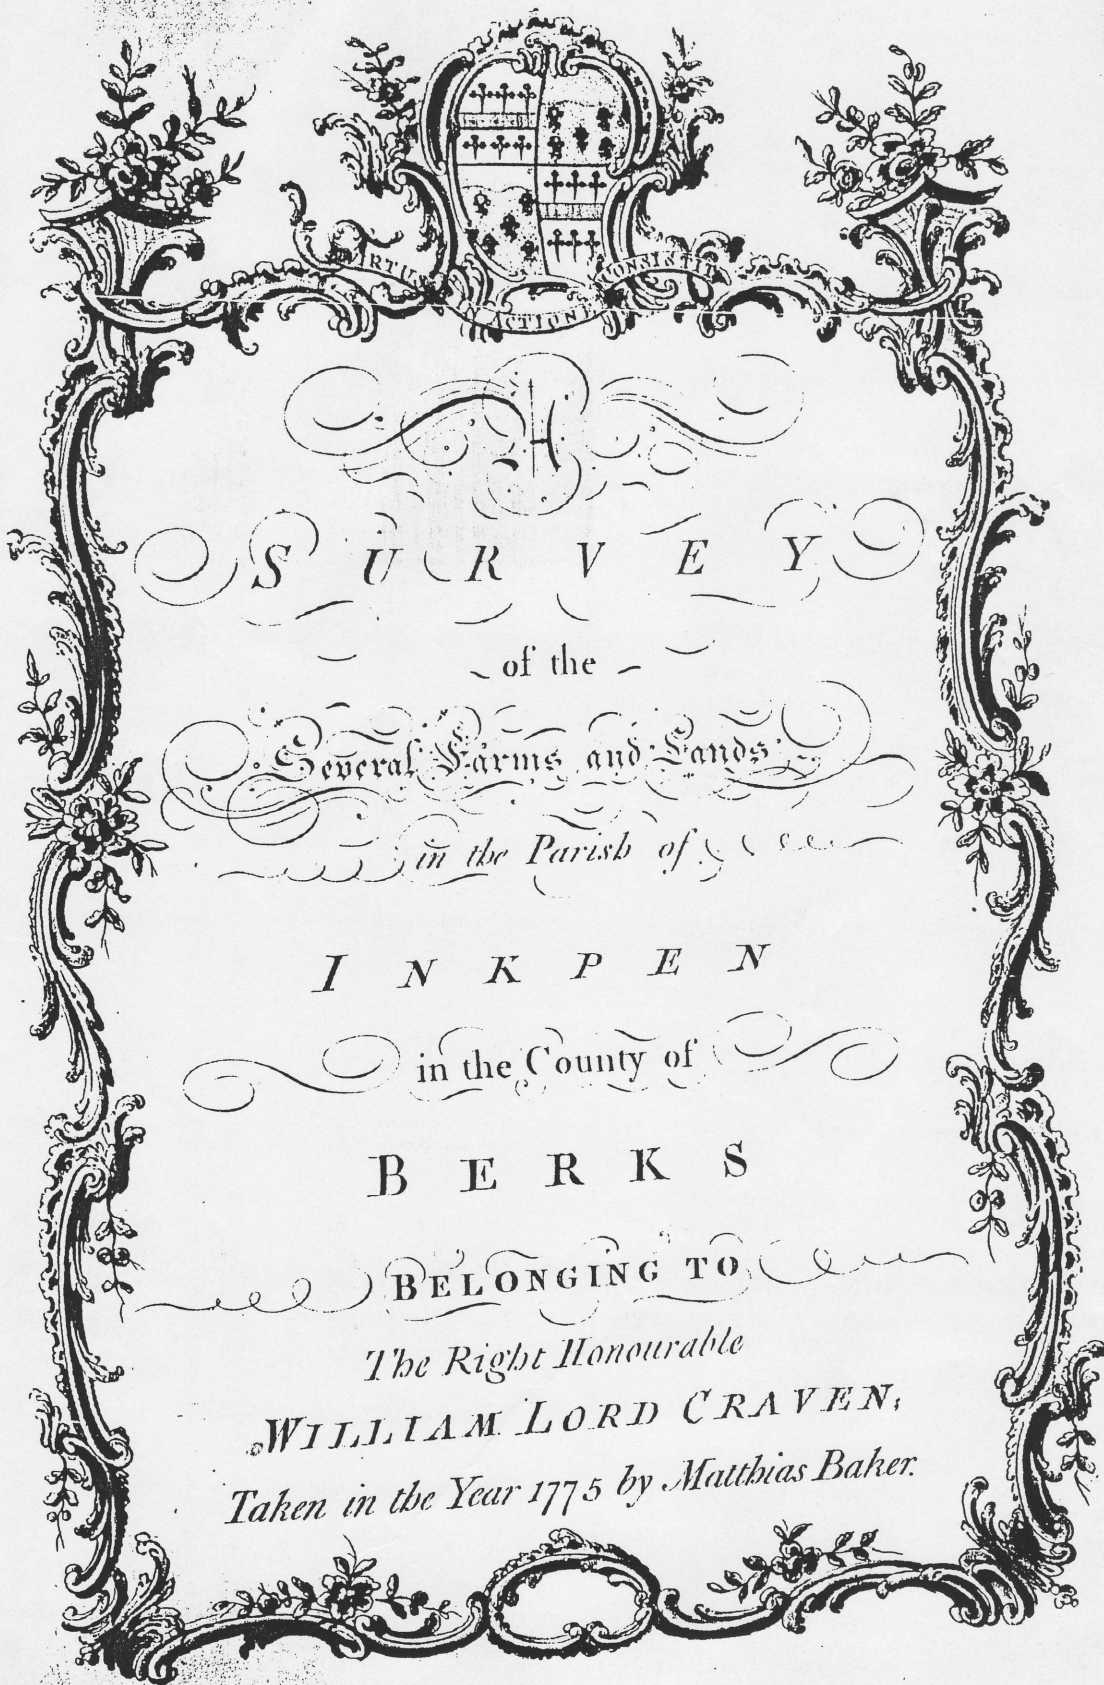 VIRTUS IN ACTIONE CONSISTIT
A
SURVEY
of the
Several Farms and Lands
in the Parish of
INKPEN
in the County of
BERKS
BELONGING TO
The Right Honourable
WILLIAM LORD CRAVEN;
Taken in the Year 1775 by Matthias Baker.